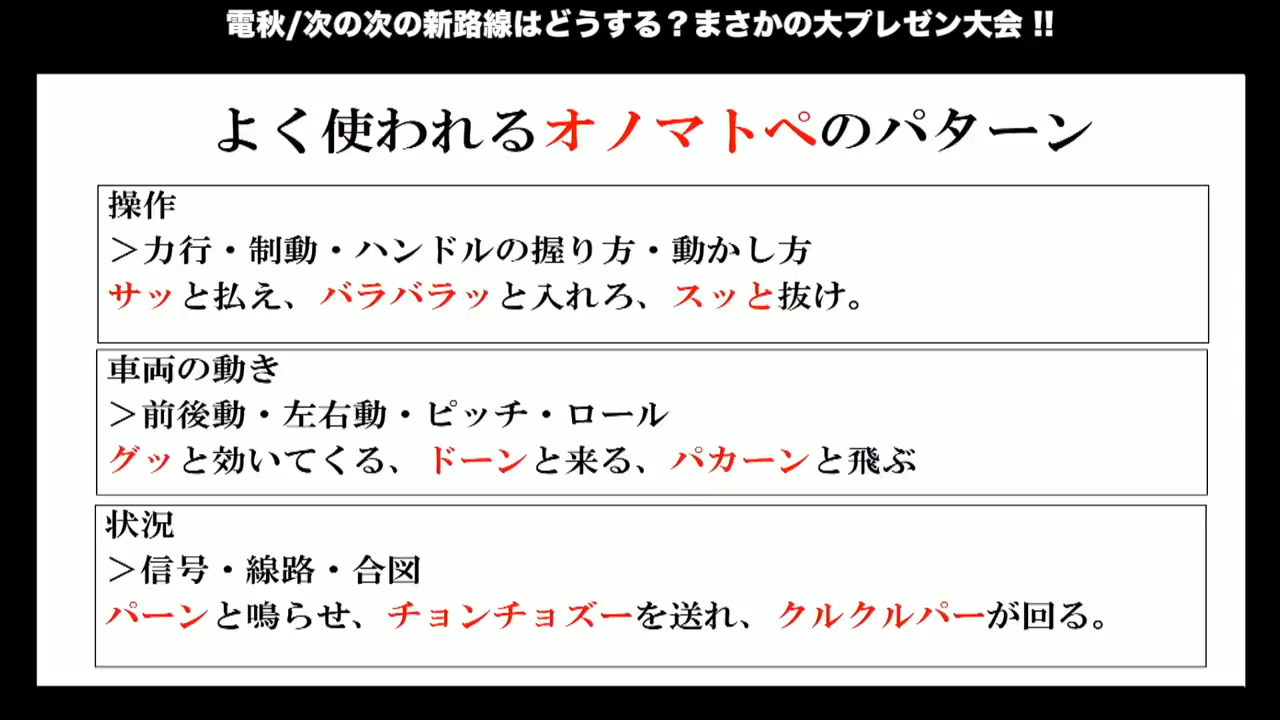 電秋/次の次の新路線はどうする？まさかの大プレゼン大会 !!
よく使われるオノマトペのパターン
操作
＞力行・制動・ハンドルの握り方・動かし方
サッと払え、バラバラッと入れろ、スッと抜け。
車両の動き
＞前後動・左右動・ピッチ・ロール
グッと効いてくる、ドーンと来る、パカーンと飛ぶ
状況
＞信号・線路・合図
パーンと鳴らせ、チョンチョズーを送れ、クルクルパーが回る。